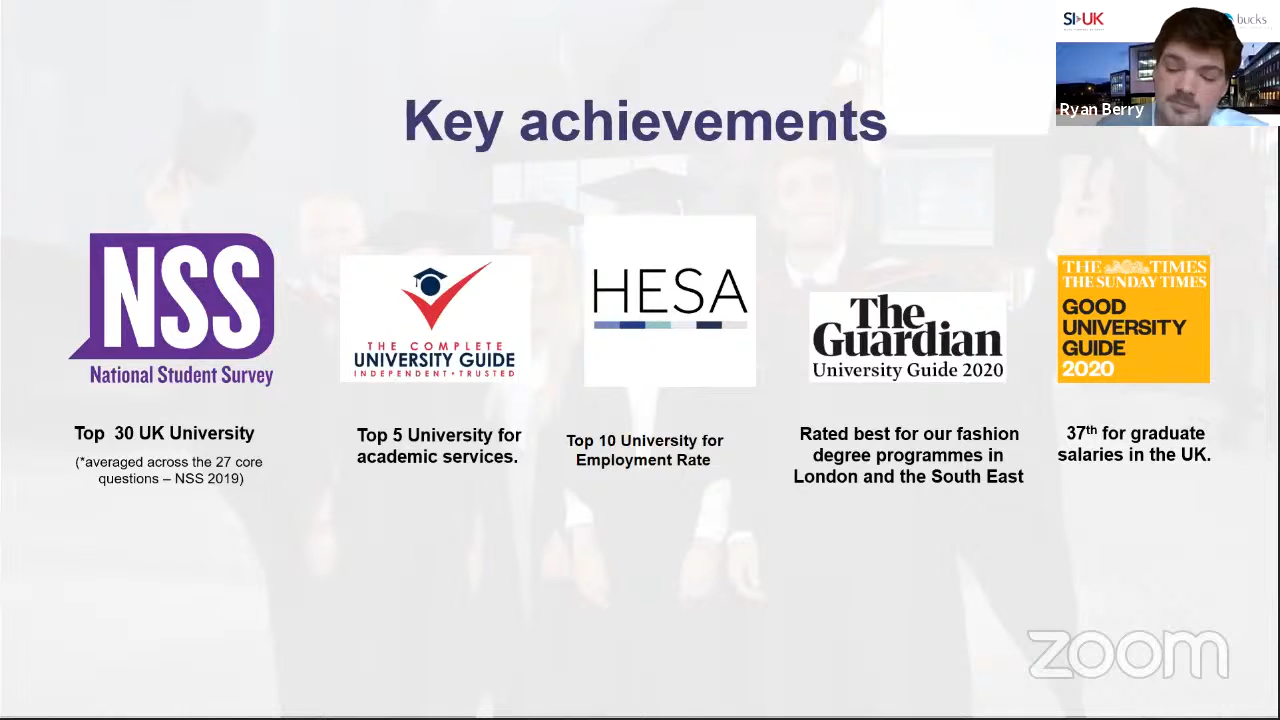 SI-UK
bucks
Ryan Berry
Key achievements
NSS
National Student Survey
Top 30 UK University
(*averaged across the 27 core
questions – NSS 2019)
THE COMPLETE
UNIVERSITY GUIDE
INDEPENDENT • TRUSTED
Top 5 University for
academic services.
HESA
Top 10 University for
Employment Rate
The
Guardian
University Guide 2020
Rated best for our fashion
degree programmes in
London and the South East
THE TIMES
THE SUNDAY TIMES
GOOD
UNIVERSITY
GUIDE
2020
37th for graduate
salaries in the UK.
zoom